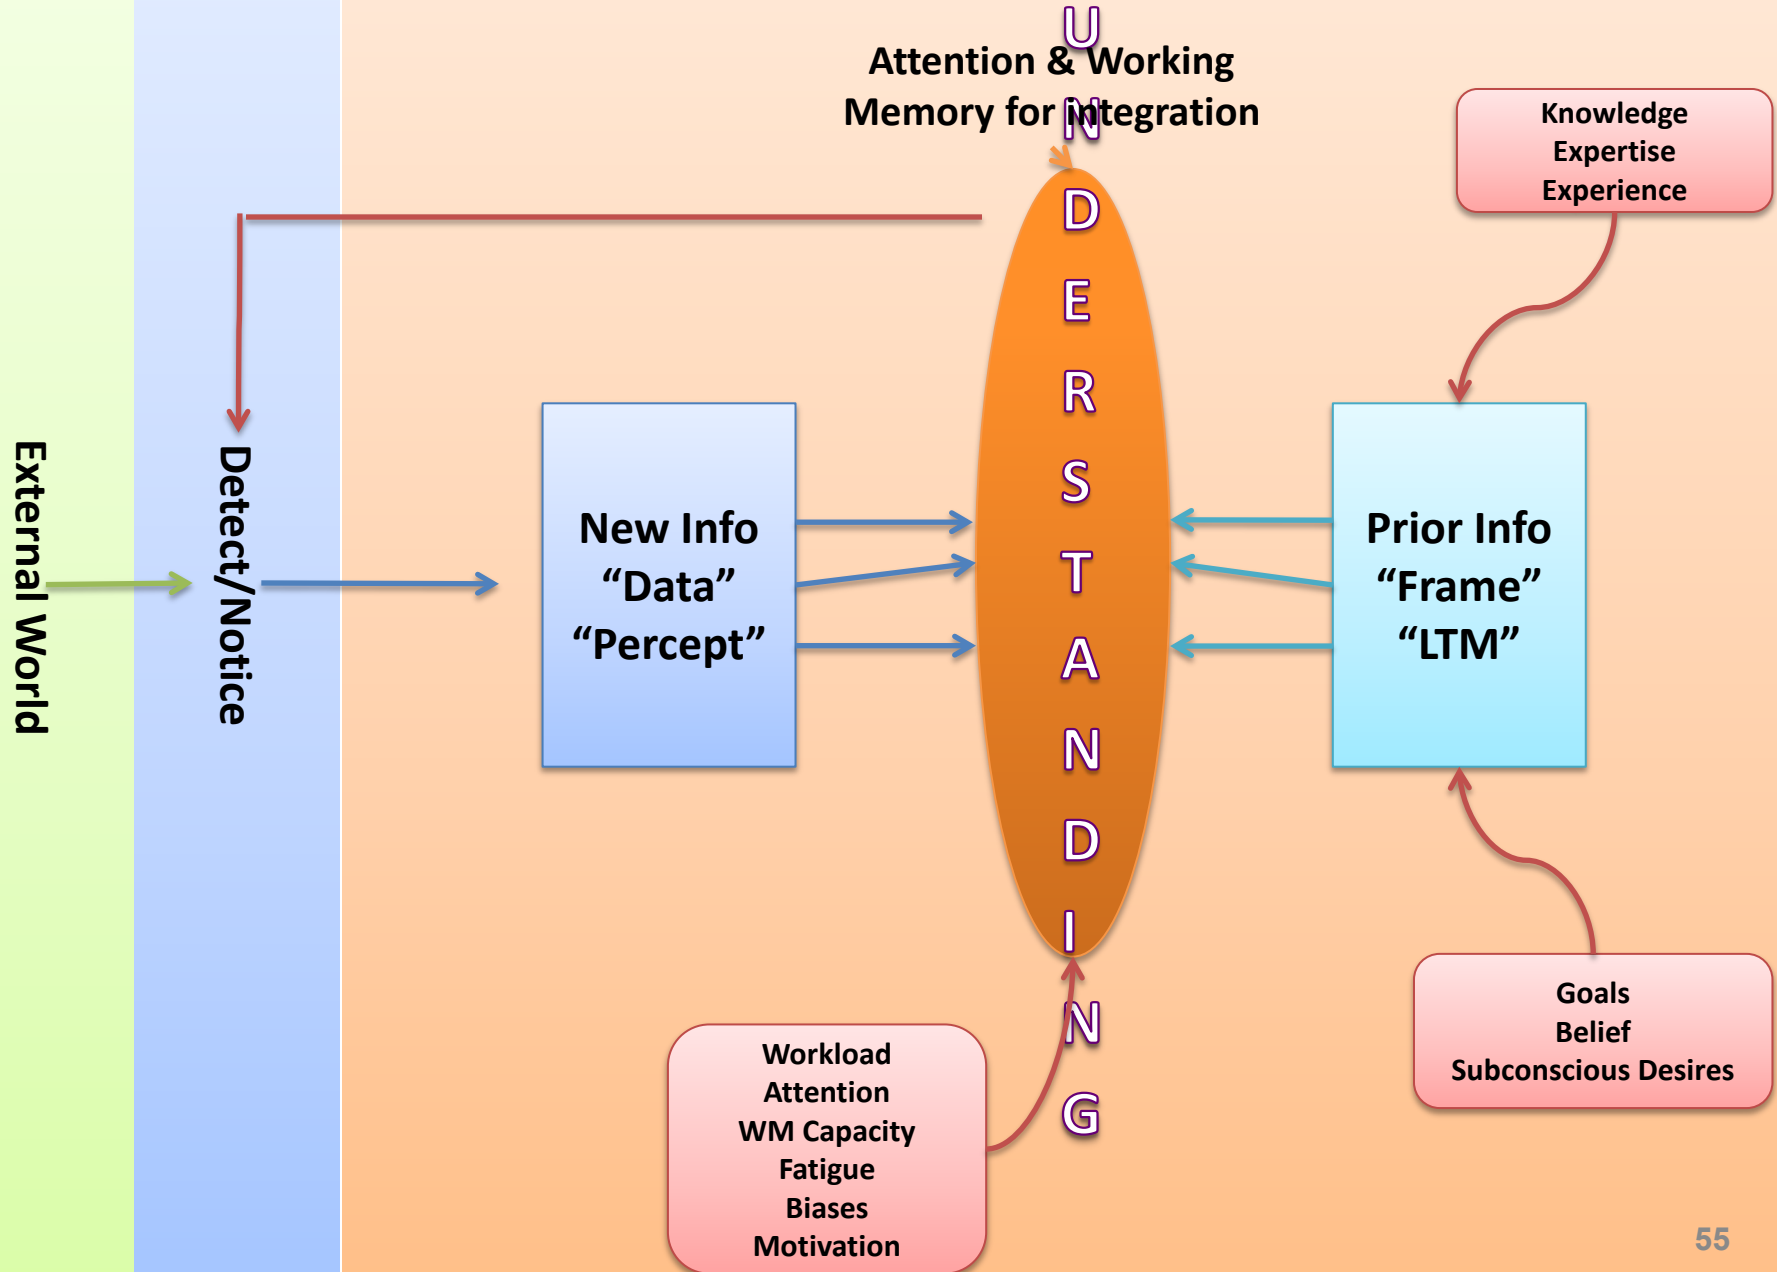 Attention & Working
Memory for integration
Knowledge
Expertise
Experience
External World
Detect/Notice
New Info
“Data”
“Percept”
U
N
D
E
R
S
T
A
N
D
I
N
G
Prior Info
“Frame”
“LTM”
Workload
Attention
WM Capacity
Fatigue
Biases
Motivation
Goals
Belief
Subconscious Desires
55